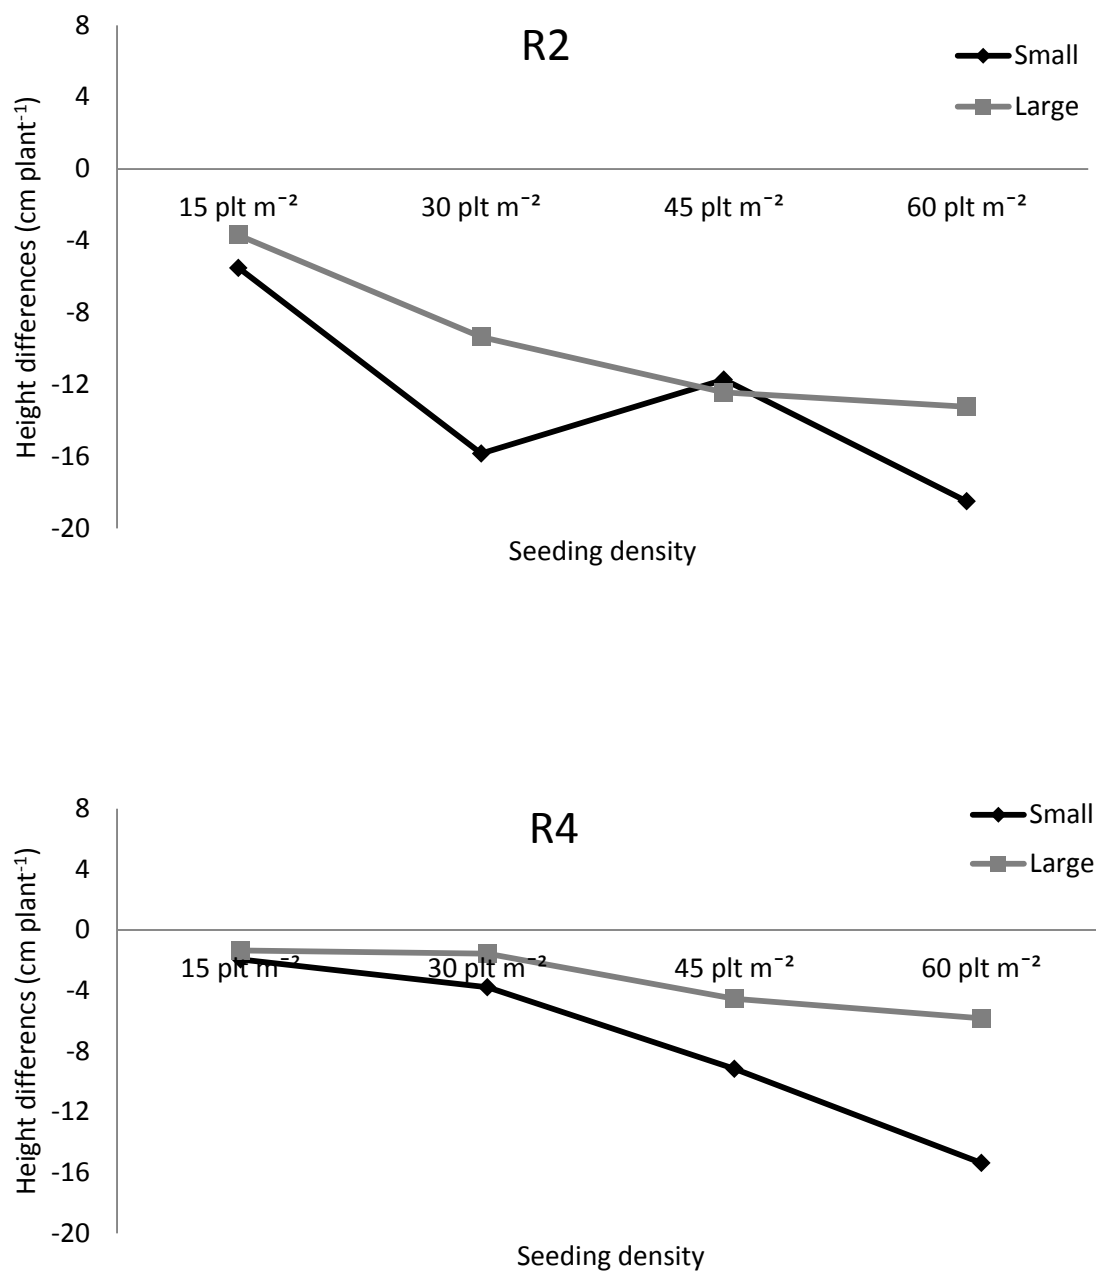 R2
Small
Large
Height differences (cm plant⁻¹)
8
4
0
-4
-8
-12
-16
-20
15 plt m⁻² 30 plt m⁻² 45 plt m⁻² 60 plt m⁻²
Seeding density
R4
Small
Large
Height differencs (cm plant⁻¹)
8
4
0
-4
-8
-12
-16
-20
15 plt m⁻² 30 plt m⁻² 45 plt m⁻² 60 plt m⁻²
Seeding density